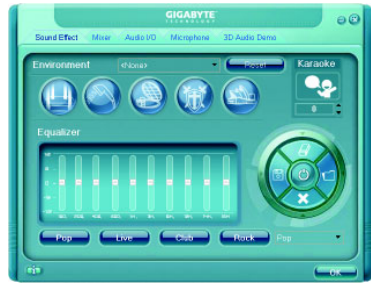 GIGABYTE
TECHNOLOGY
Sound Effect Mixer Audio I/O Microphone 3D Audio Demo
Environment <None> Reset Karaoke
0
Equalizer
Pop Live Club Rock Pop
OK